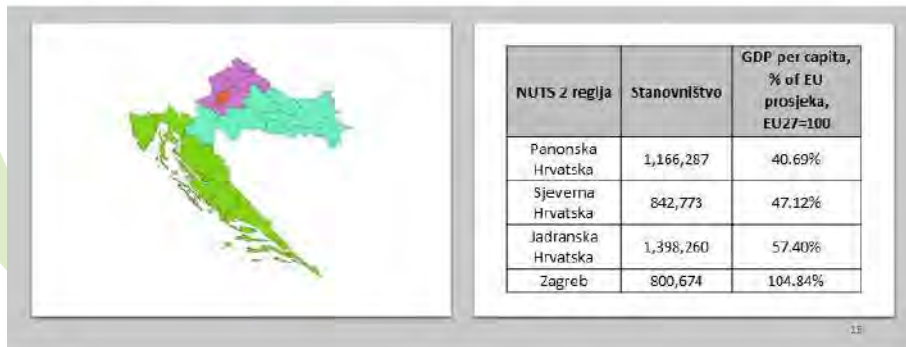 NUTS 2 regija
Stanovništvo
GDP per capita,
% of EU
prosjeka,
EU27=100
Panonska
Hrvatska
1,166,287
40.69%
Sjeverna
Hrvatska
842,773
47.12%
Jadranska
Hrvatska
1,398,260
57.40%
Zagreb
800,674
104.84%